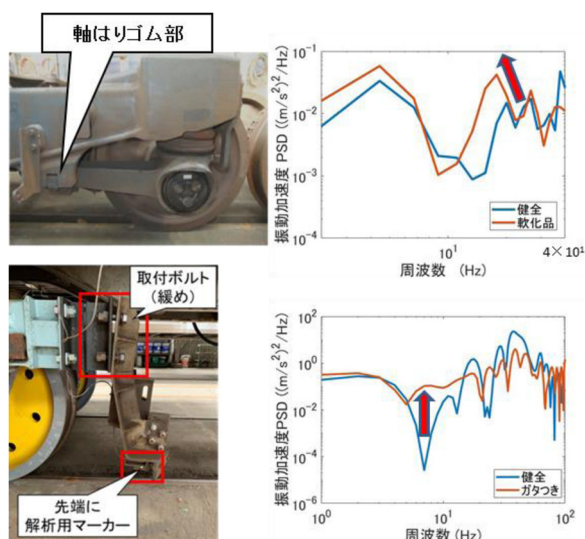 軸はりゴム部
振動加速度 PSD ((m/s²)²/Hz)
10⁻¹
10⁻²
10⁻³
10⁻⁴
健全
軟化品
10¹
4×10¹
周波数 (Hz)
取付ボルト
(緩め)
先端に
解析用マーカー
振動加速度PSD ((m/s²)²/Hz)
10²
10⁰
10⁻²
10⁻⁴
10⁻⁶
健全
ガタつき
10⁰
10¹
10²
周波数 (Hz)